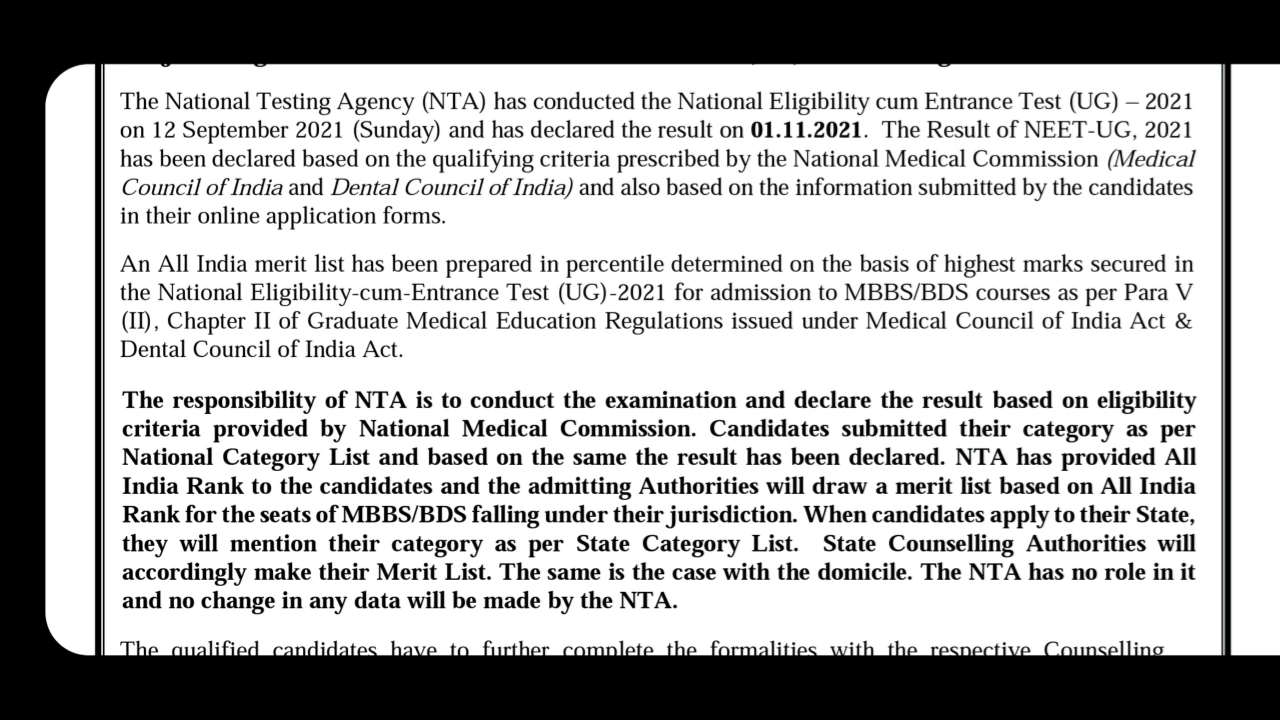 The National Testing Agency (NTA) has conducted the National Eligibility cum Entrance Test (UG) – 2021
on 12 September 2021 (Sunday) and has declared the result on 01.11.2021.  The Result of NEET-UG, 2021
has been declared based on the qualifying criteria prescribed by the National Medical Commission (Medical
Council of India and Dental Council of India) and also based on the information submitted by the candidates
in their online application forms.
An All India merit list has been prepared in percentile determined on the basis of highest marks secured in
the National Eligibility-cum-Entrance Test (UG)-2021 for admission to MBBS/BDS courses as per Para V
(II), Chapter II of Graduate Medical Education Regulations issued under Medical Council of India Act &
Dental Council of India Act.
The responsibility of NTA is to conduct the examination and declare the result based on eligibility
criteria provided by National Medical Commission. Candidates submitted their category as per
National Category List and based on the same the result has been declared. NTA has provided All
India Rank to the candidates and the admitting Authorities will draw a merit list based on All India
Rank for the seats of MBBS/BDS falling under their jurisdiction. When candidates apply to their State,
they will mention their category as per State Category List.  State Counselling Authorities will
accordingly make their Merit List. The same is the case with the domicile. The NTA has no role in it
and no change in any data will be made by the NTA.
The qualified candidates have to further complete the formalities with the respective Counselling